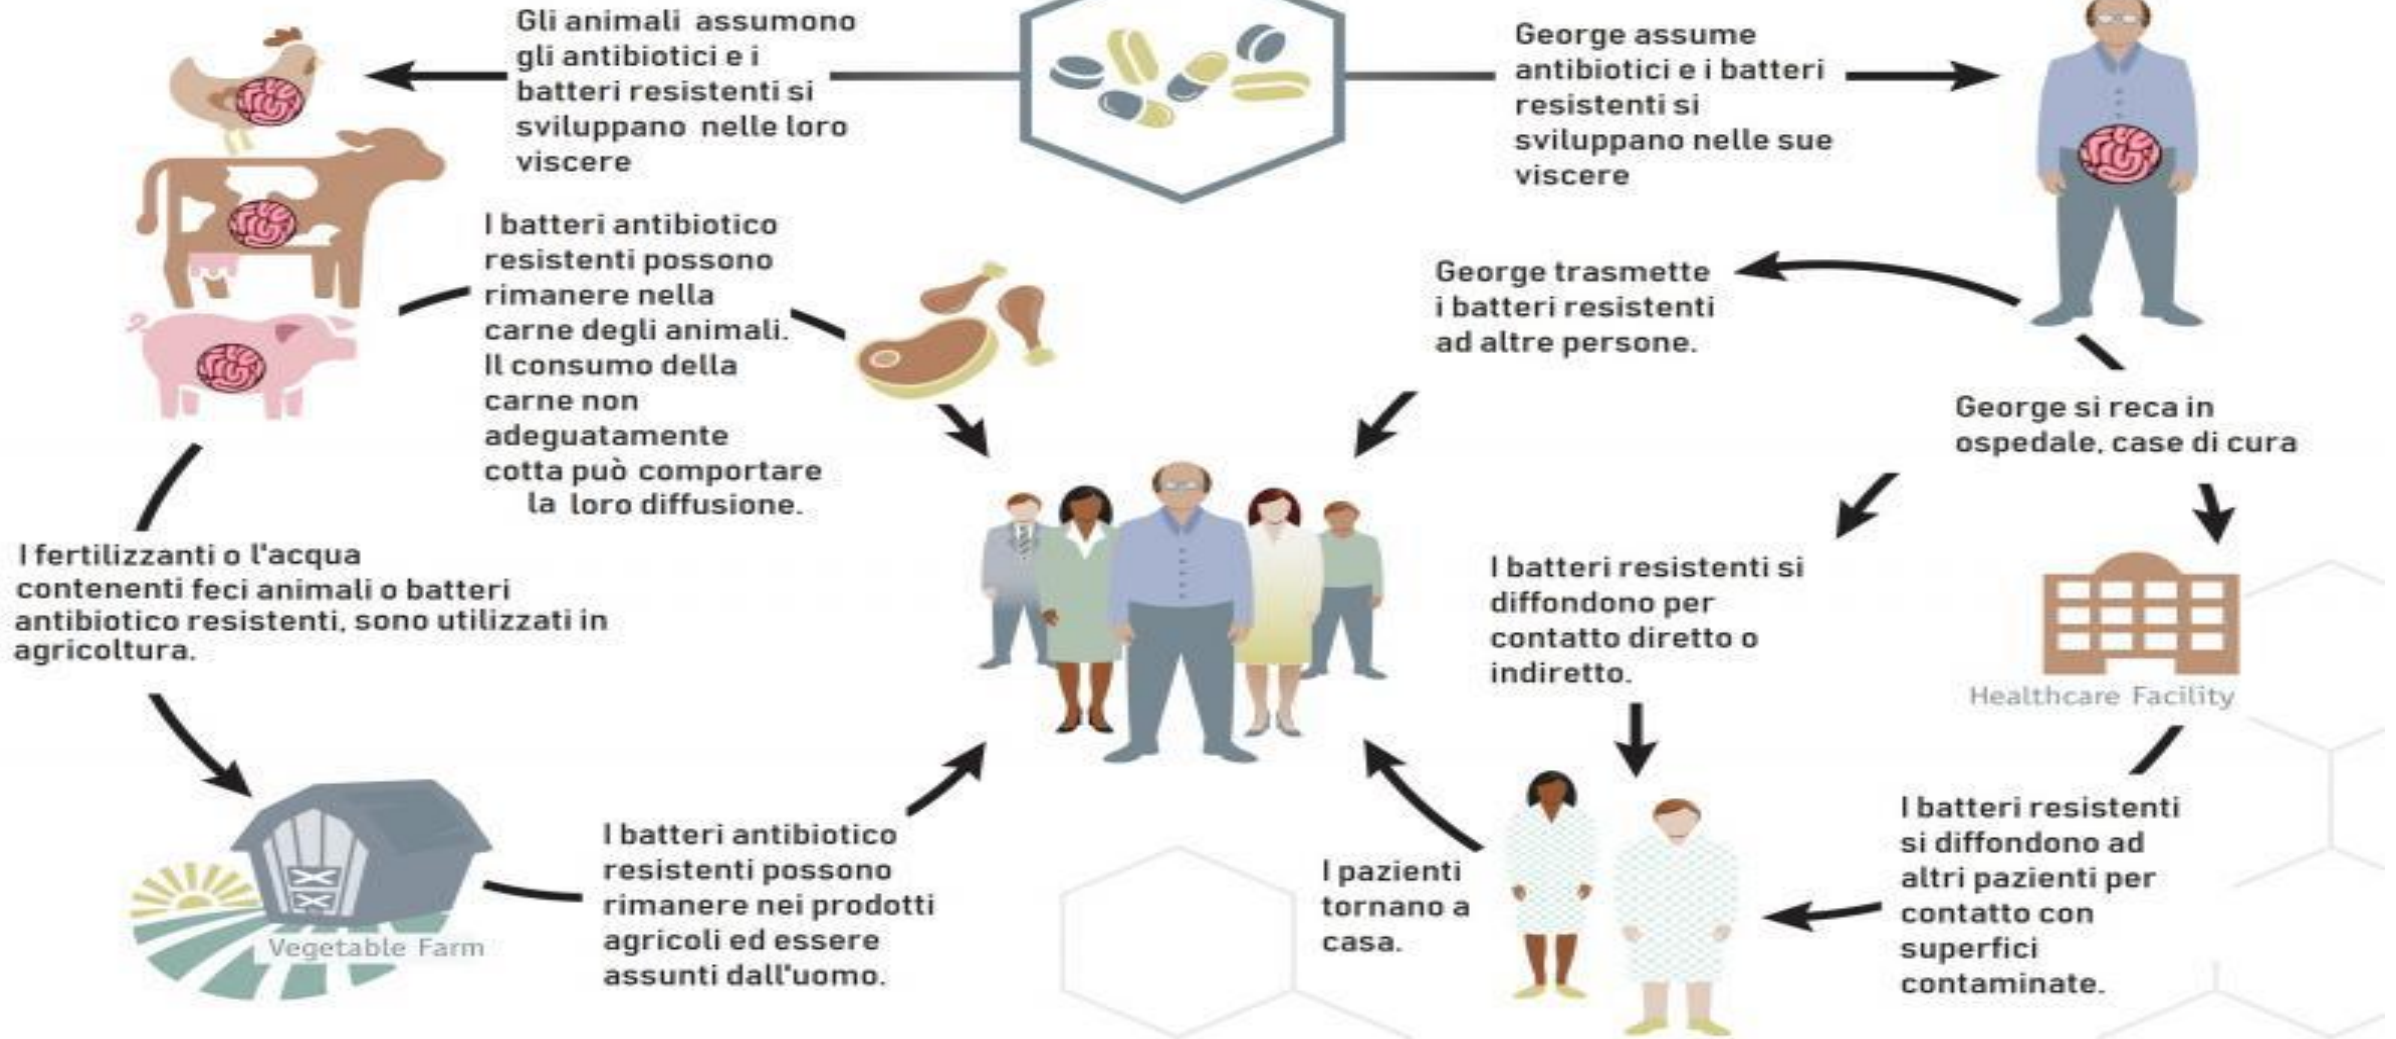 Gli animali assumono
gli antibiotici e i
batteri resistenti si
sviluppano nelle loro
viscere
George assume
antibiotici e i batteri
resistenti si
sviluppano nelle sue
viscere
I batteri antibiotico
resistenti possono
rimanere nella
carne degli animali.
Il consumo della
carne non
adeguatamente
cotta può comportare
la loro diffusione.
George trasmette
i batteri resistenti
ad altre persone.
George si reca in
ospedale, case di cura
I fertilizzanti o l'acqua
contenenti feci animali o batteri
antibiotico resistenti, sono utilizzati in
agricoltura.
I batteri resistenti si
diffondono per
contatto diretto o
indiretto.
Healthcare Facility
Vegetable Farm
I batteri antibiotico
resistenti possono
rimanere nei prodotti
agricoli ed essere
assunti dall'uomo.
I pazienti
tornano a
casa.
I batteri resistenti
si diffondono ad
altri pazienti per
contatto con
superfici
contaminate.